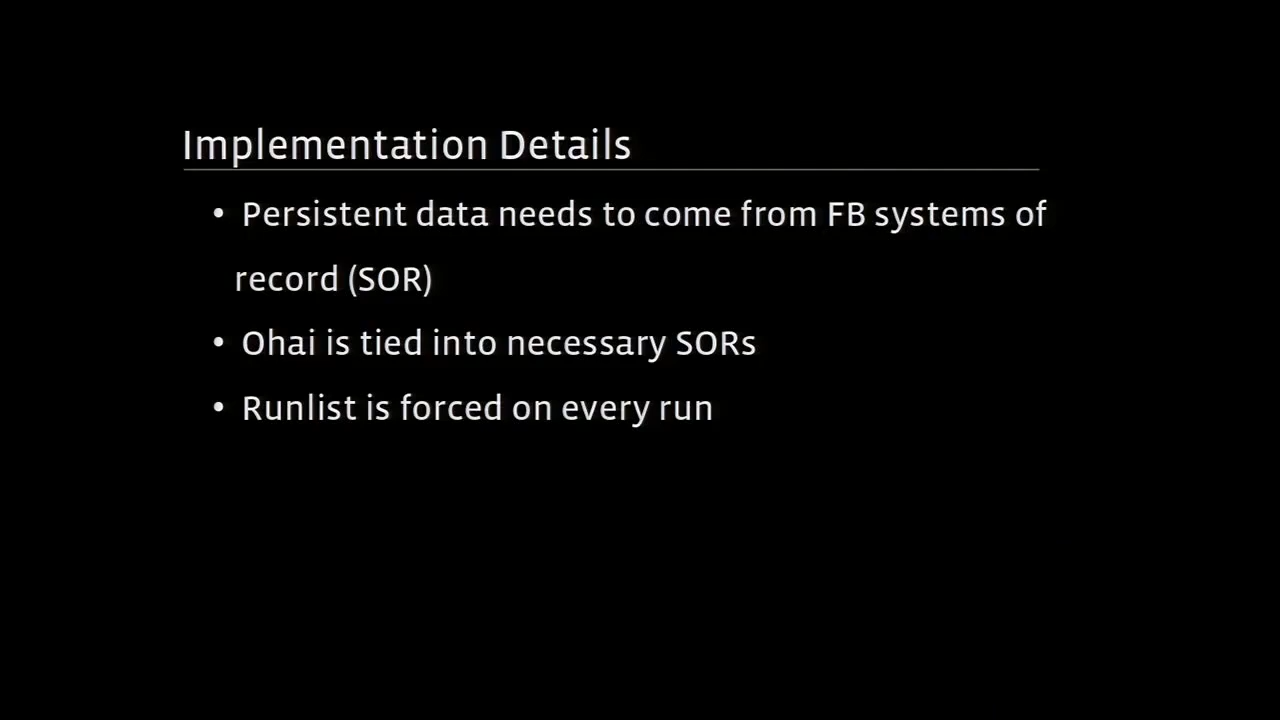 Implementation Details
• Persistent data needs to come from FB systems of
record (SOR)
• Ohai is tied into necessary SORs
• Runlist is forced on every run